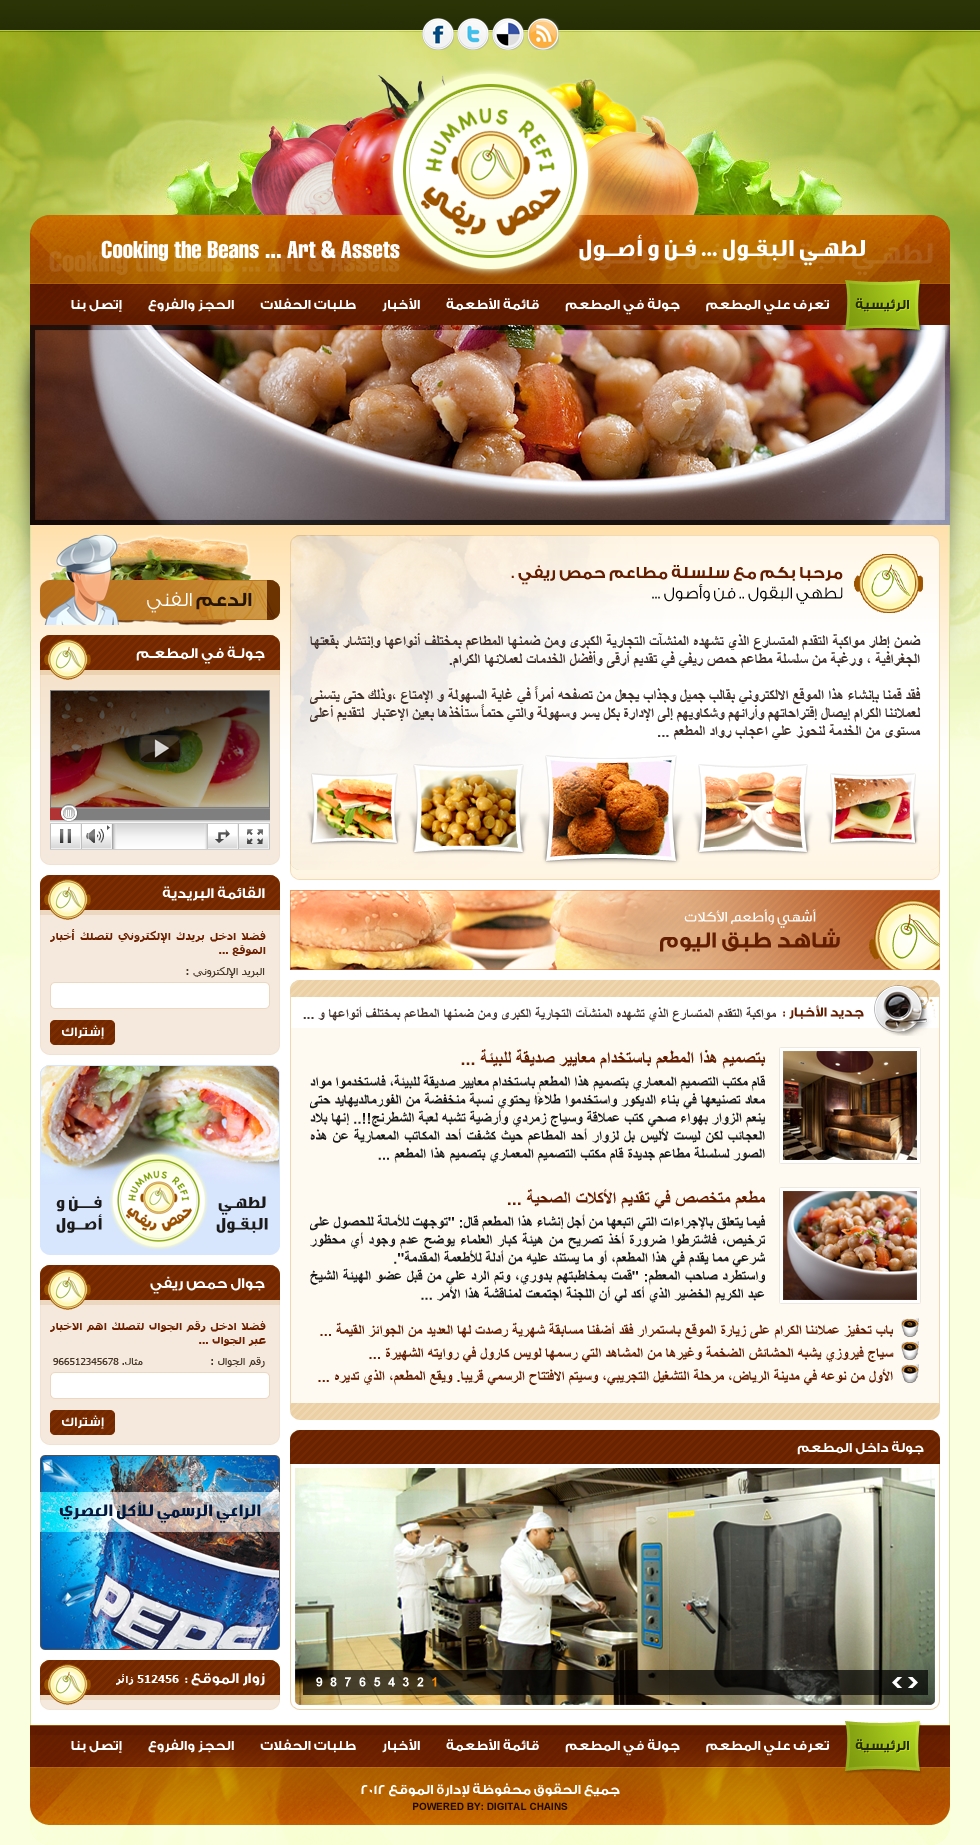 HUMMUS REFI
حمص ريفي
لطهي البقول ... فن و أصول
Cooking the Beans ... Art & Assets
الرئيسية
تعرف علي المطعم
جولة في المطعم
قائمة الأطعمة
الأخبار
طلبات الحفلات
الحجز والفروع
إتصل بنا
مرحبا بكم مع سلسلة مطاعم حمص ريفي .
لطهي البقول .. فن وأصول ...
ضمن إطار مواكبة التقدم المتسارع الذي تشهده المنشآت التجارية الكبرى ومن ضمنها المطاعم بمختلف أنواعها وإنتشار بقعتها
الجغرافية ، ورغبة من سلسلة مطاعم حمص ريفي في تقديم أرقى وأفضل الخدمات لعملائها الكرام.
فقد قمنا بإنشاء هذا الموقع الالكتروني بقالب جميل وجذاب يجعل من تصفحه أمراً في غاية السهولة و الإمتاع ،وذلك حتى يتسنى
لعملائنا الكرام إيصال إقتراحاتهم وأرائهم وشكاويهم إلى الإدارة بكل يسر وسهولة والتي حتماً ستأخذها بعين الإعتبار لتقديم أعلى
مستوى من الخدمة لنحوز علي اعجاب رواد المطعم ...
أشهي وأطعم الأكلات
شاهد طبق اليوم
جديد الأخبار : مواكبة التقدم المتسارع الذي تشهده المنشآت التجارية الكبرى ومن ضمنها المطاعم بمختلف أنواعها و ...
بتصميم هذا المطعم باستخدام معايير صديقة للبيئة ...
قام مكتب التصميم المعماري بتصميم هذا المطعم باستخدام معايير صديقة للبيئة، فاستخدموا مواد
معاد تصنيعها في بناء الديكور واستخدموا طلاءًا يحتوي نسبة منخفضة من الفورمالديهايد حتى
ينعم الزوار بهواء صحي كتب عملاقة وسياج زمردي وأرضية تشبه لعبة الشطرنج!!.. إنها بلاد
العجائب لكن ليست لأليس بل لزوار أحد المطاعم حيث كشفت أحد المكاتب المعمارية عن هذه
الصور لسلسلة مطاعم جديدة قام مكتب التصميم المعماري بتصميم هذا المطعم ...
مطعم متخصص في تقديم الأكلات الصحية ...
فيما يتعلق بالإجراءات التي اتبعها من أجل إنشاء هذا المطعم قال: "توجهت للأمانة للحصول على
ترخيص، فاشترطوا ضرورة أخذ تصريح من هيئة كبار العلماء يوضح عدم وجود أي محظور
شرعي مما يقدم في هذا المطعم، أو ما يستند عليه من أدلة للأطعمة المقدمة".
واستطرد صاحب المعطم: "قمت بمخاطبتهم بدوري، وتم الرد علي من قبل عضو الهيئة الشيخ
عبد الكريم الخضير الذي أكد لي أن اللجنة اجتمعت لمناقشة هذا الأمر ...
باب تحفيز عملائنا الكرام على زيارة الموقع باستمرار فقد أضفنا مسابقة شهرية رصدت لها العديد من الجوائز القيمة ...
سياج فيروزي يشبه الحشائش الضخمة وغيرها من المشاهد التي رسمها لويس كارول في روايته الشهيرة ...
الأول من نوعه في مدينة الرياض، مرحلة التشغيل التجريبي، وسيتم الافتتاح الرسمي قريبا. ويقع المطعم، الذي تديره ...
جولة داخل المطعم
9 8 7 6 5 4 3 2 1
الدعم الفني
جولة في المطعم
القائمة البريدية
فضلا ادخل بريدك الإلكتروني لتصلك أخبار
الموقع ...
البريد الإلكتروني :
إشتراك
لطهي
البقول
HUMMUS REFI
حمص ريفي
فن و
أصول
جوال حمص ريفي
فضلا ادخل رقم الجوال لتصلك اهم الاخبار
عبر الجوال ...
رقم الجوال :
مثال. 966512345678
إشتراك
الراعي الرسمي للأكل العصري
PEPS
زوار الموقع : 512456 زائر
الرئيسية
تعرف علي المطعم
جولة في المطعم
قائمة الأطعمة
الأخبار
طلبات الحفلات
الحجز والفروع
إتصل بنا
جميع الحقوق محفوظة لإدارة الموقع ٢٠١٢
POWERED BY: DIGITAL CHAINS